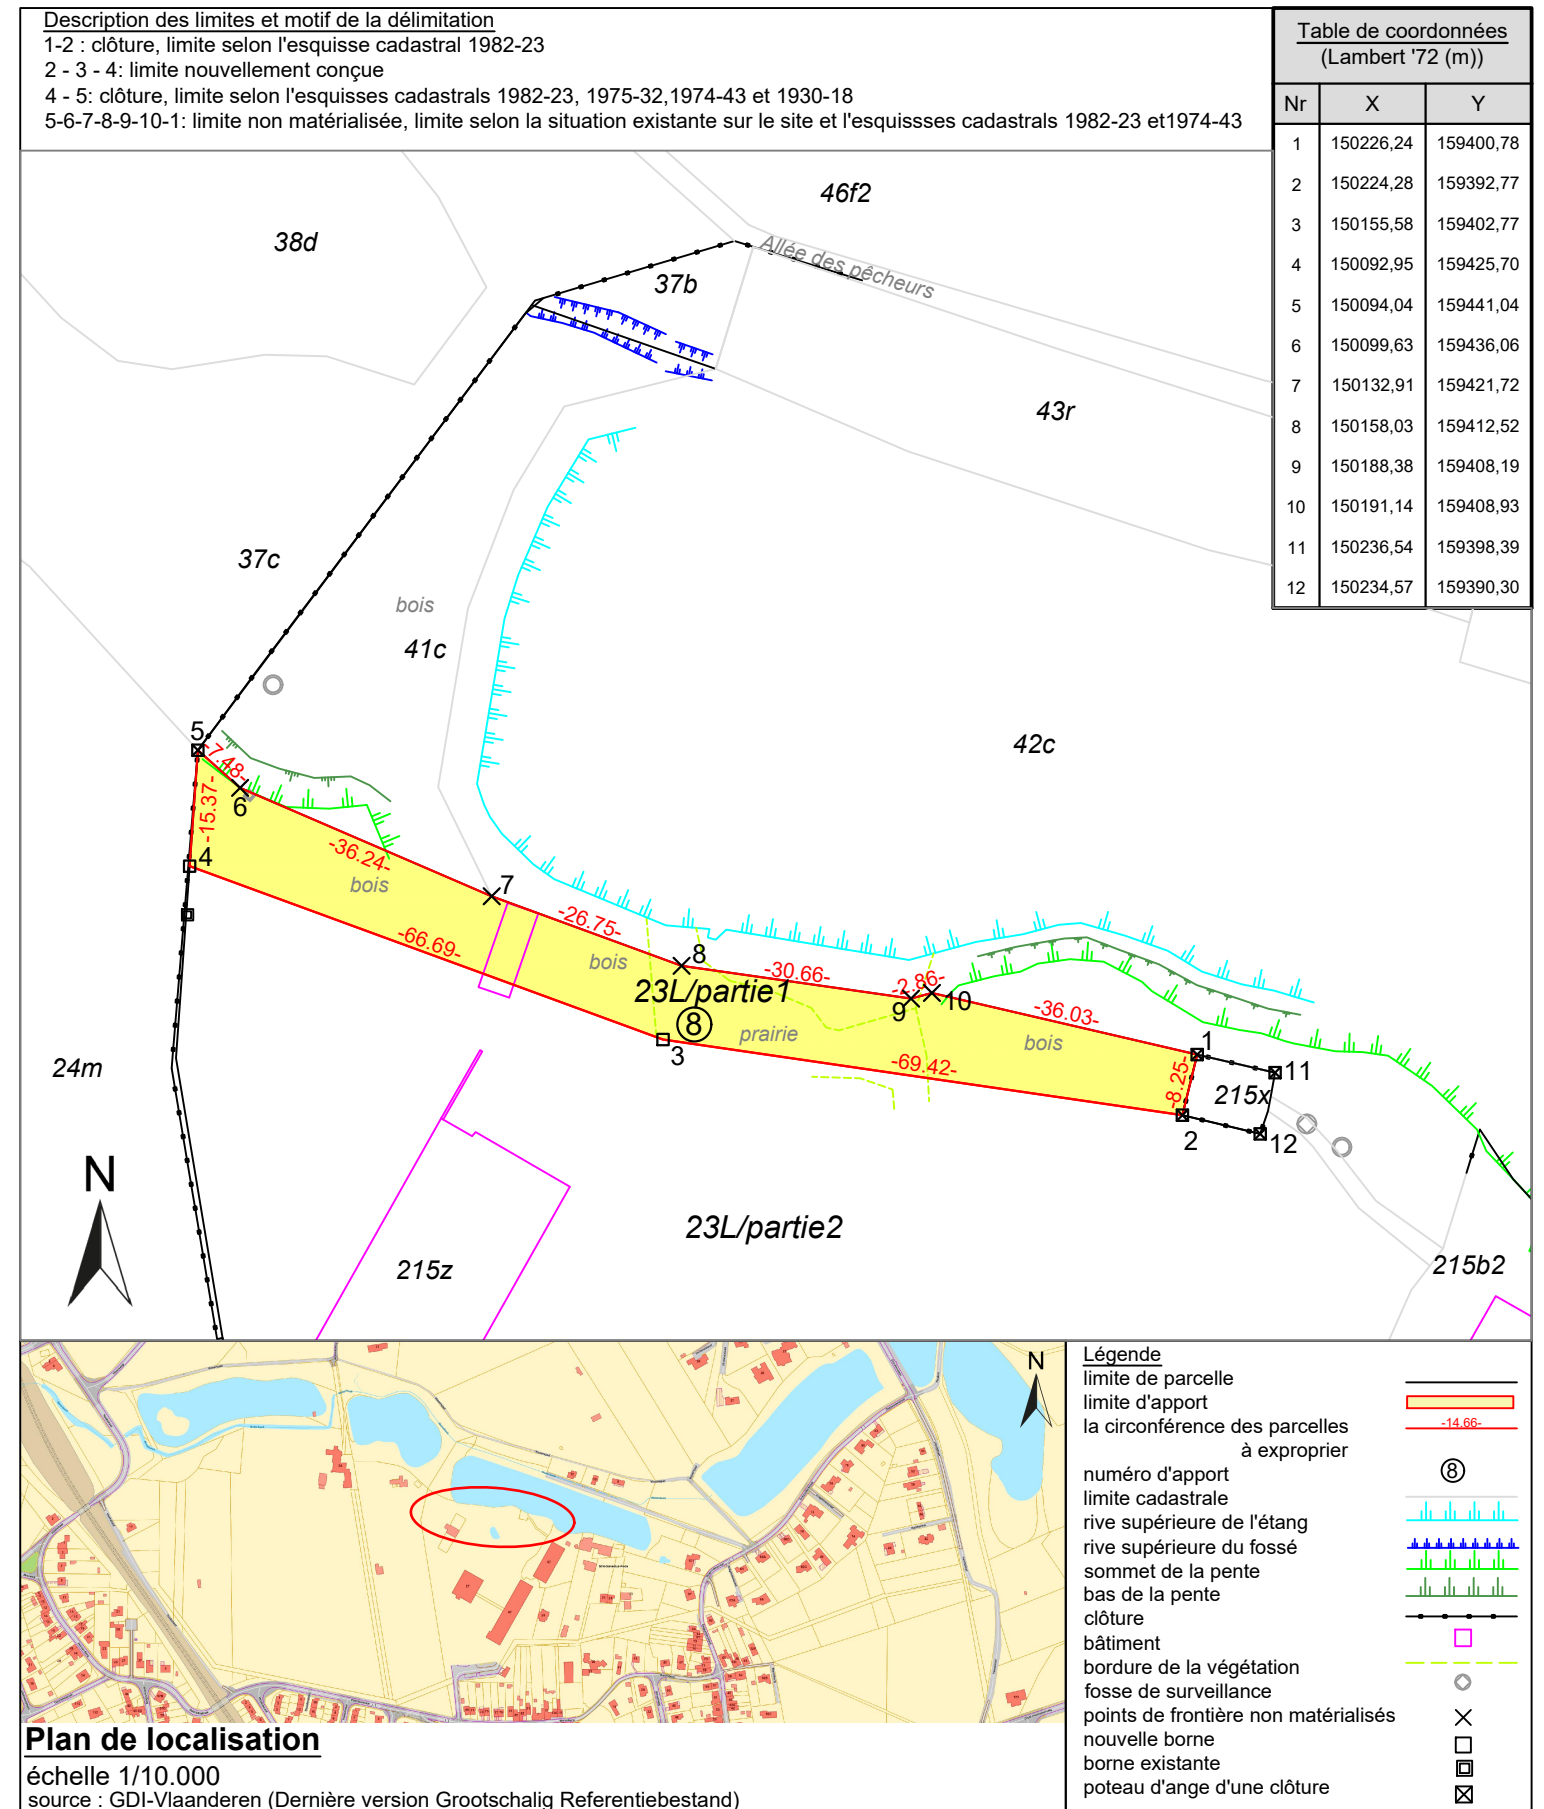 Description des limites et motif de la délimitation
1-2 : clôture, limite selon l'esquisse cadastral 1982-23
2 - 3 - 4: limite nouvellement conçue
4 - 5: clôture, limite selon l'esquisses cadastrals 1982-23, 1975-32,1974-43 et 1930-18
5-6-7-8-9-10-1: limite non matérialisée, limite selon la situation existante sur le site et l'esquissses cadastrals 1982-23 et1974-43
Table de coordonnées
(Lambert '72 (m))
Nr X Y
1 150226,24 159400,78
2 150224,28 159392,77
3 150155,58 159402,77
4 150092,95 159425,70
5 150094,04 159441,04
6 150099,63 159436,06
7 150132,91 159421,72
8 150158,03 159412,52
9 150188,38 159408,19
10 150191,14 159408,93
11 150236,54 159398,39
12 150234,57 159390,30
46f2
38d
Allée des pêcheurs
37b
43r
37c
bois
41c
5
42c
-7.48-
-15.37-
6
4
-36.24-
bois
7
-26.75-
-66.69-
bois
8
-30.66-
23L/partie1
-2.86-
9
10
-36.03-
8
prairie
bois
3
1
-69.42-
-8.25-
11
24m
215x
2
12
N
23L/partie2
215z
215b2
N
Plan de localisation
échelle 1/10.000
source : GDI-Vlaanderen (Dernière version Grootschalig Referentiebestand)
Légende
limite de parcelle
limite d'apport
la circonférence des parcelles -14.66-
à exproprier
numéro d'apport 8
limite cadastrale
rive supérieure de l'étang
rive supérieure du fossé
sommet de la pente
bas de la pente
clôture
bâtiment
bordure de la végétation
fosse de surveillance
points de frontière non matérialisés
nouvelle borne
borne existante
poteau d'ange d'une clôture